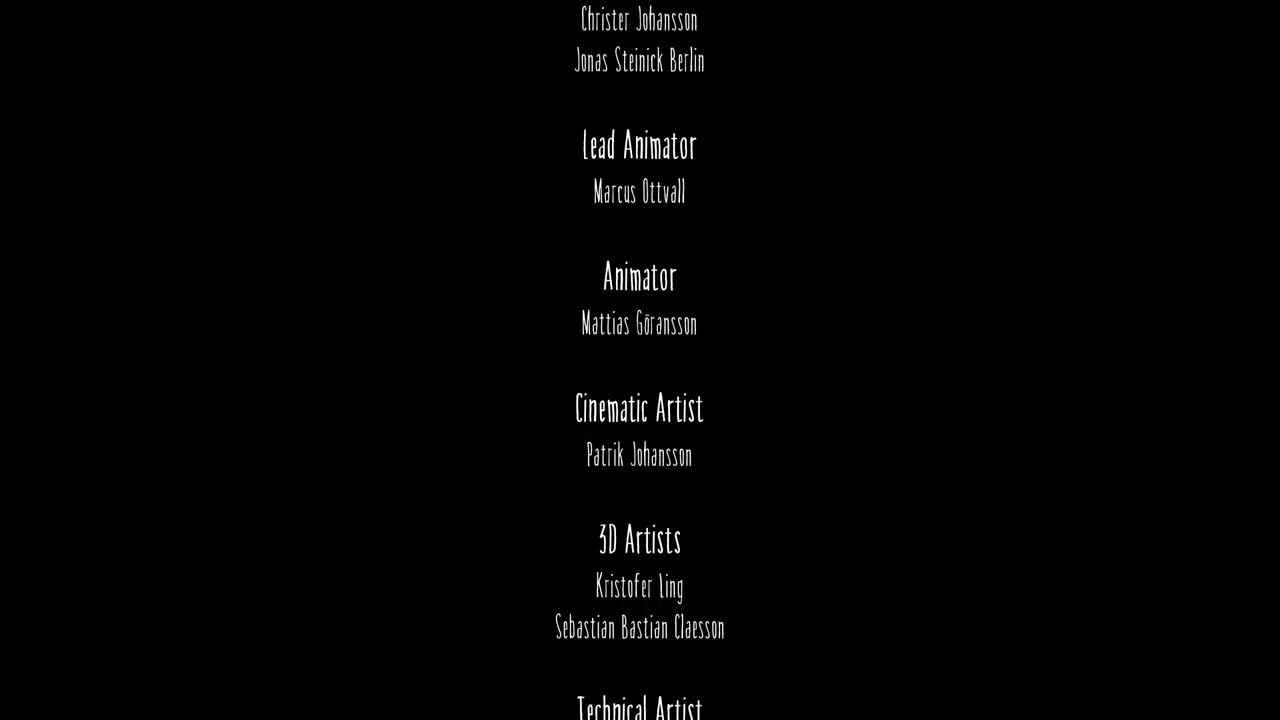 Christer Johansson
Jonas Steinick Berlin
Lead Animator
Marcus Ottvall
Animator
Mattias Göransson
Cinematic Artist
Patrik Johansson
3D Artists
Kristofer Ling
Sebastian Bastian Claesson
Technical Artist